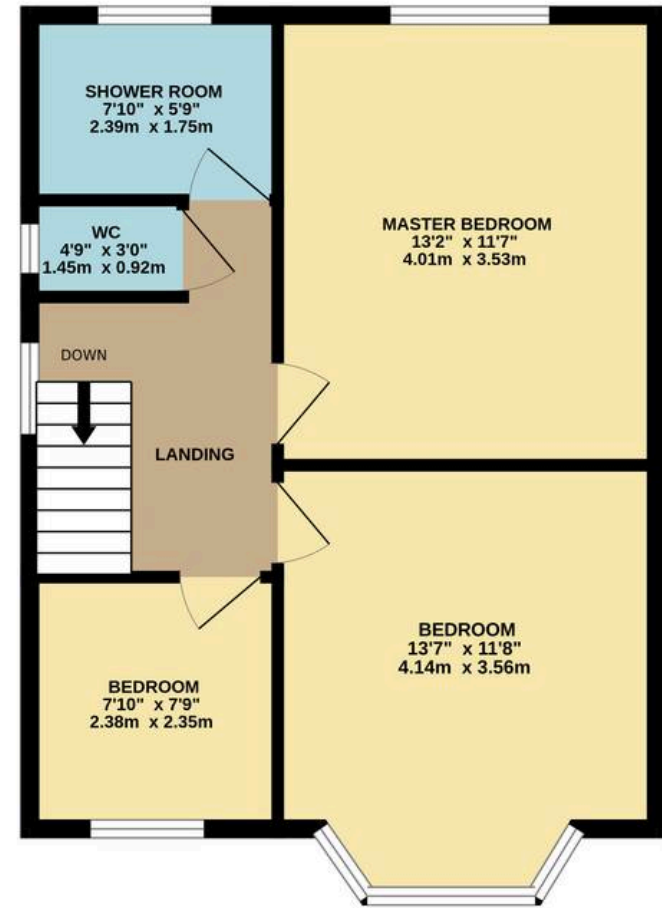 SHOWER ROOM
7'10" x 5'9"
2.39m x 1.75m
WC
4'9" x 3'0"
1.45m x 0.92m
MASTER BEDROOM
13'2" x 11'7"
4.01m x 3.53m
DOWN
LANDING
BEDROOM
13'7" x 11'8"
4.14m x 3.56m
BEDROOM
7'10" x 7'9"
2.38m x 2.35m